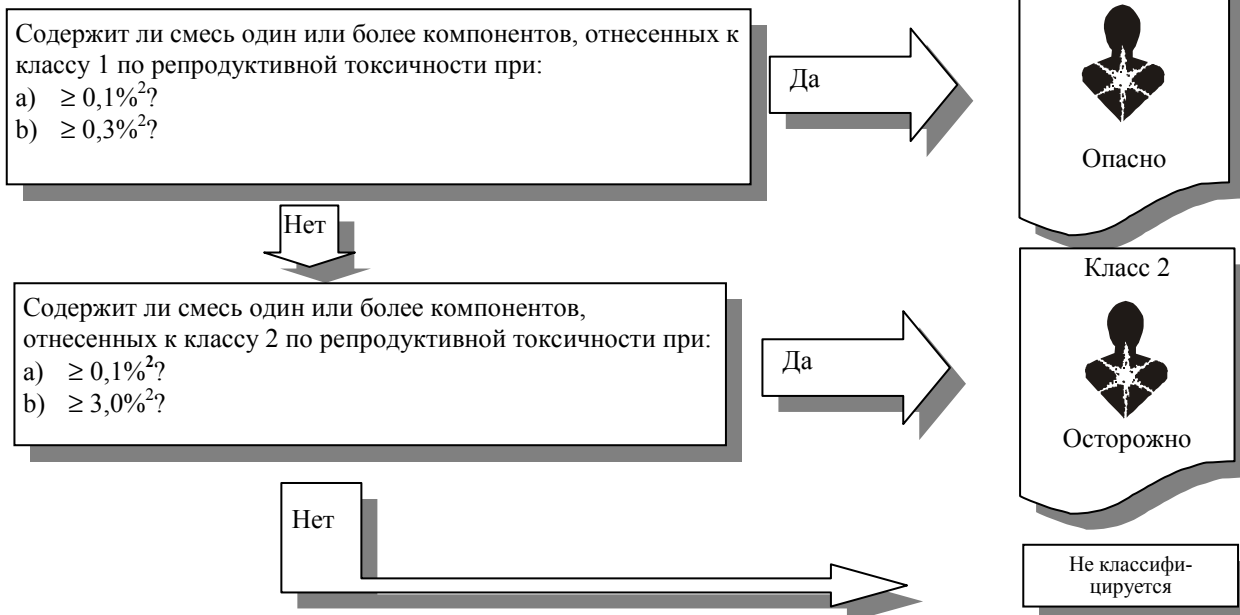 Содержит ли смесь один или более компонентов, отнесенных к
классу 1 по репродуктивной токсичности при:
a) ≥ 0,1%²?
b) ≥ 0,3%²?
Да
Опасно
Нет
Содержит ли смесь один или более компонентов,
отнесенных к классу 2 по репродуктивной токсичности при:
a) ≥ 0,1%²?
b) ≥ 3,0%²?
Да
Класс 2
Осторожно
Нет
Не классифи-
цируется